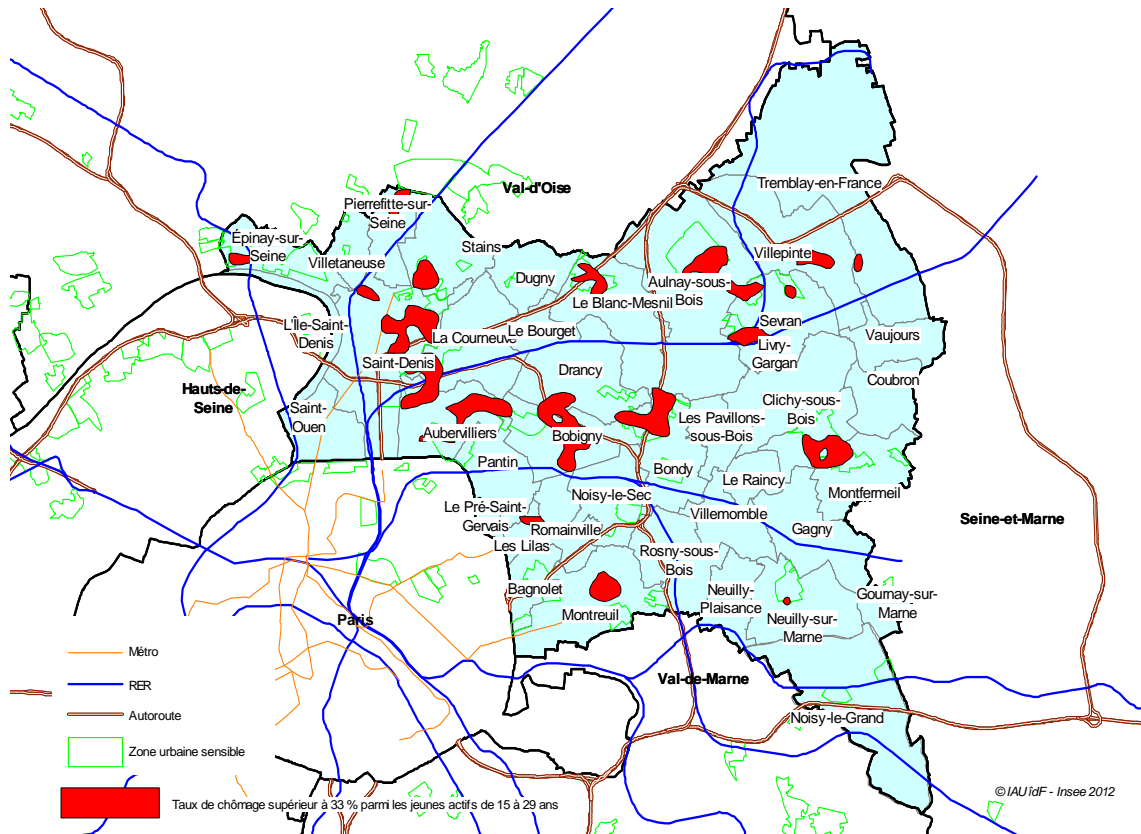 Val-d'Oise
Tremblay-en-France
Pierrefitte-sur-
Seine
Épinay-sur-
Seine
Stains
Villetaneuse
Villepinte
Dugny
Aulnay-sous-
Bois
Le Blanc-Mesnil
L'Île-Saint-
Denis
Le Bourget
La Courneuve
Sevran
Vaujours
Livry-
Gargan
Saint-Denis
Drancy
Coubron
Hauts-de-
Seine
Saint-
Ouen
Clichy-sous-
Bois
Les Pavillons-
sous-Bois
Aubervilliers
Bobigny
Pantin
Bondy
Le Raincy
Montfermeil
Noisy-le-Sec
Le Pré-Saint-
Gervais
Villemomble
Seine-et-Marne
Romainville
Gagny
Les Lilas
Rosny-sous-
Bois
Bagnolet
Neuilly-
Plaisance
Gournay-sur-
Marne
Montreuil
Neuilly-sur-
Marne
Paris
Val-de-Marne
Noisy-le-Grand
Métro
RER
Autoroute
Zone urbaine sensible
Taux de chômage supérieur à 33 % parmi les jeunes actifs de 15 à 29 ans
© IAU îdF - Insee 2012